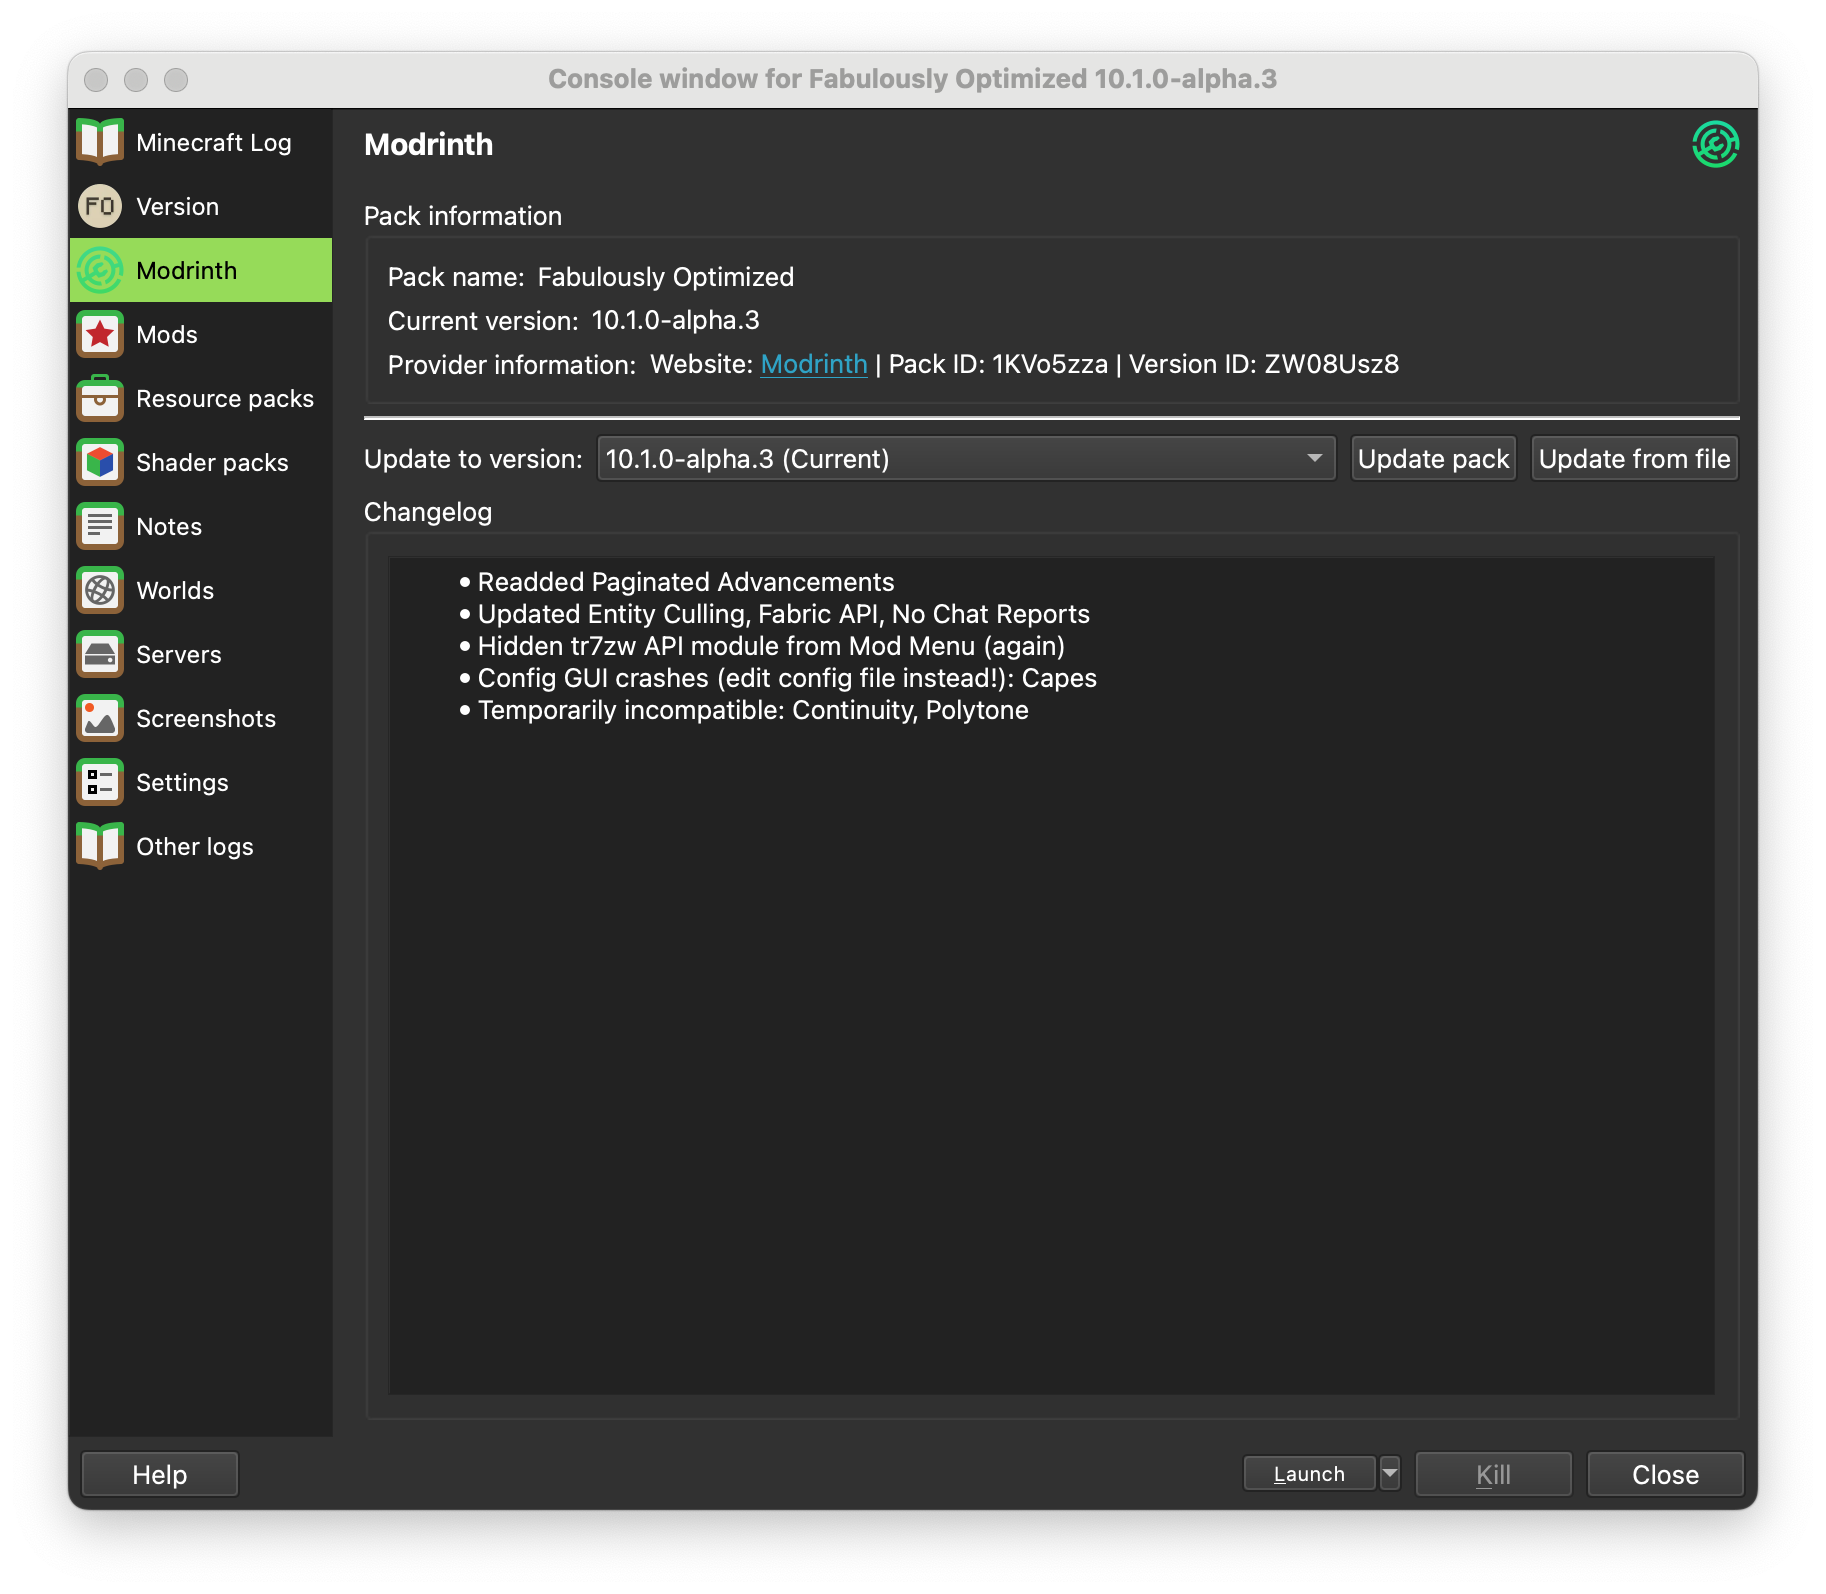 Console window for Fabulously Optimized 10.1.0-alpha.3
Minecraft Log
FO Version
Modrinth
Mods
Resource packs
Shader packs
Notes
Worlds
Servers
Screenshots
Settings
Other logs
Modrinth
Pack information
Pack name: Fabulously Optimized
Current version: 10.1.0-alpha.3
Provider information: Website: Modrinth | Pack ID: 1KVo5zza | Version ID: ZW08Usz8
Update to version: 10.1.0-alpha.3 (Current) Update pack Update from file
Changelog
• Readded Paginated Advancements
• Updated Entity Culling, Fabric API, No Chat Reports
• Hidden tr7zw API module from Mod Menu (again)
• Config GUI crashes (edit config file instead!): Capes
• Temporarily incompatible: Continuity, Polytone
Help Launch Kill Close